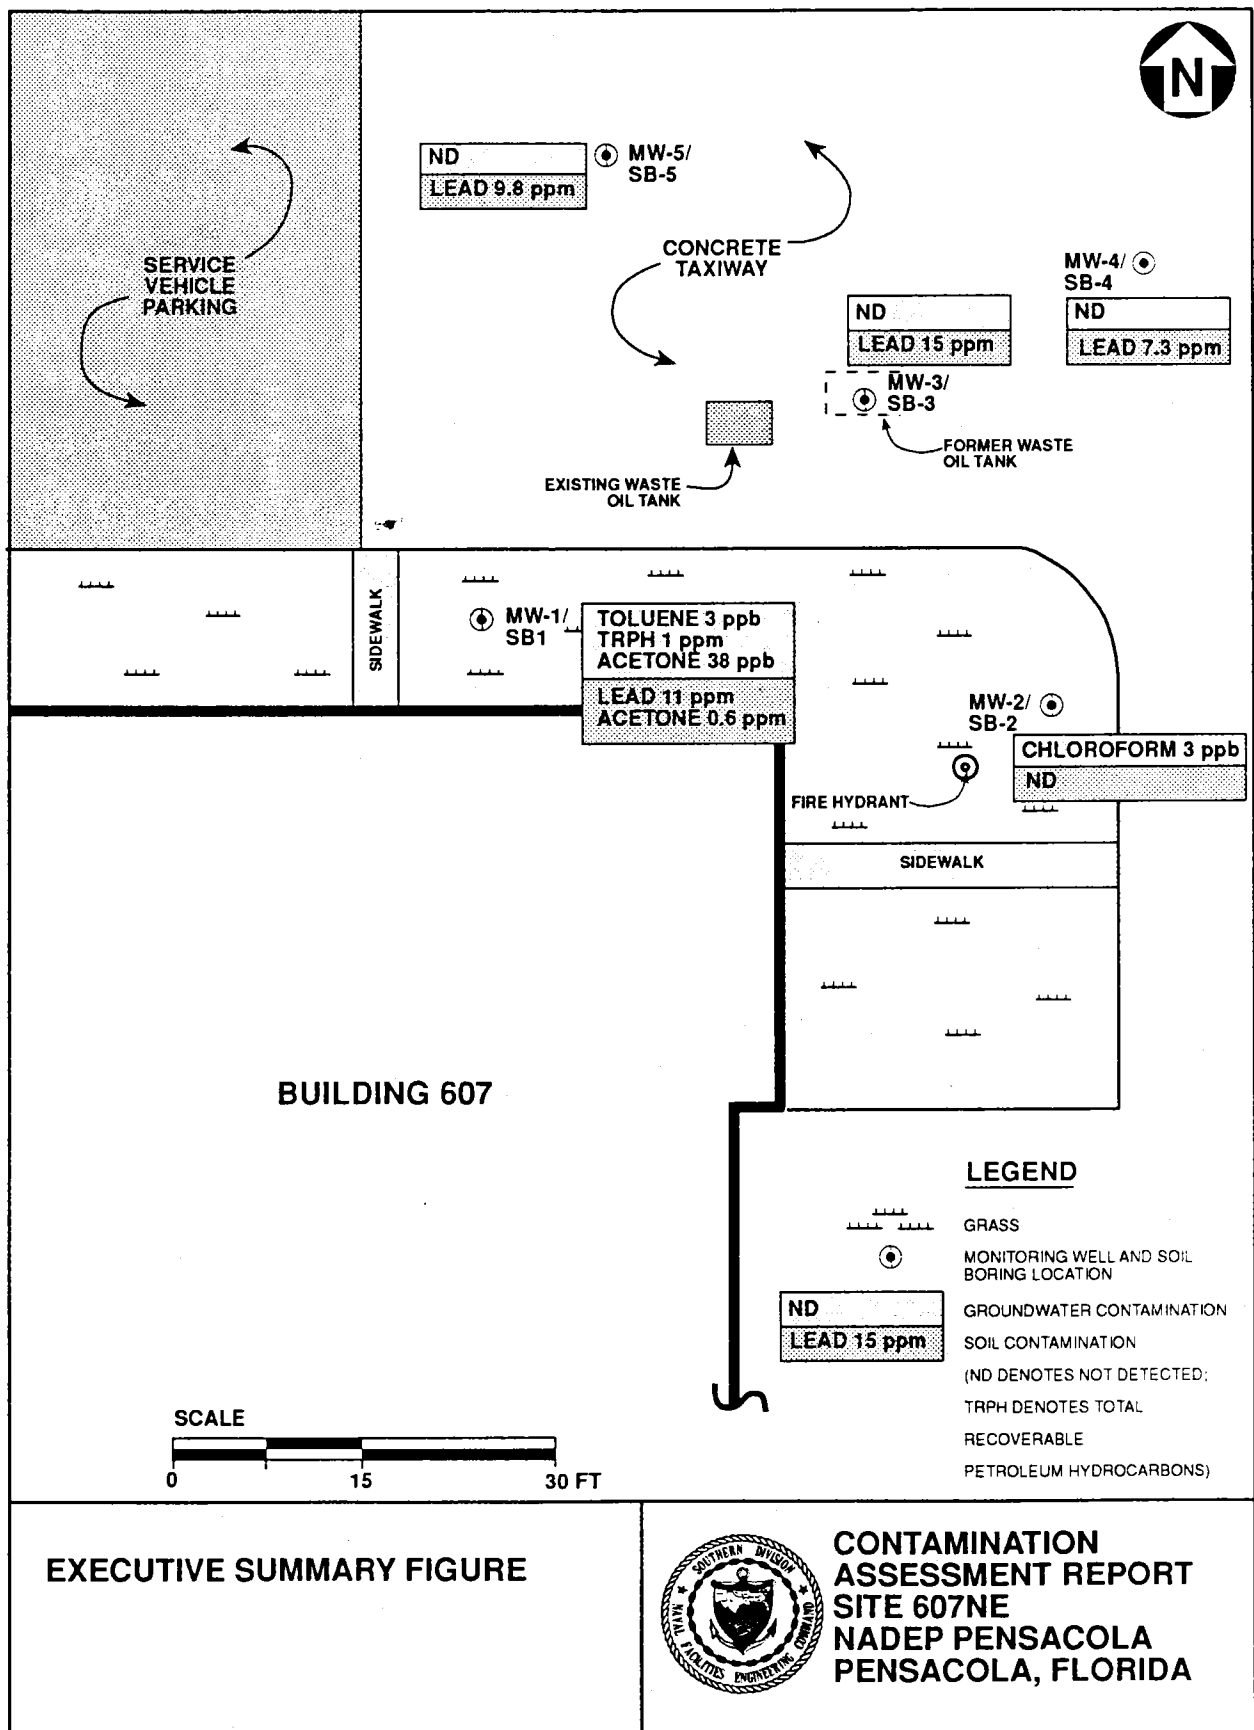 N
ND
LEAD 9.8 ppm
MW-5/
SB-5
SERVICE
VEHICLE
PARKING
CONCRETE
TAXIWAY
MW-4/
SB-4
ND
LEAD 15 ppm
ND
LEAD 7.3 ppm
MW-3/
SB-3
FORMER WASTE
OIL TANK
EXISTING WASTE
OIL TANK
SIDEWALK
MW-1/
SB1
TOLUENE 3 ppb
TRPH 1 ppm
ACETONE 38 ppb
LEAD 11 ppm
ACETONE 0.6 ppm
MW-2/
SB-2
CHLOROFORM 3 ppb
ND
FIRE HYDRANT
SIDEWALK
BUILDING 607
LEGEND
GRASS
MONITORING WELL AND SOIL
BORING LOCATION
ND
GROUNDWATER CONTAMINATION
LEAD 15 ppm
SOIL CONTAMINATION
(ND DENOTES NOT DETECTED;
TRPH DENOTES TOTAL
RECOVERABLE
PETROLEUM HYDROCARBONS)
SCALE
0 15 30 FT
EXECUTIVE SUMMARY FIGURE
SOUTHERN DIVISION
NAVAL FACILITIES ENGINEERING COMMAND
CONTAMINATION
ASSESSMENT REPORT
SITE 607NE
NADEP PENSACOLA
PENSACOLA, FLORIDA